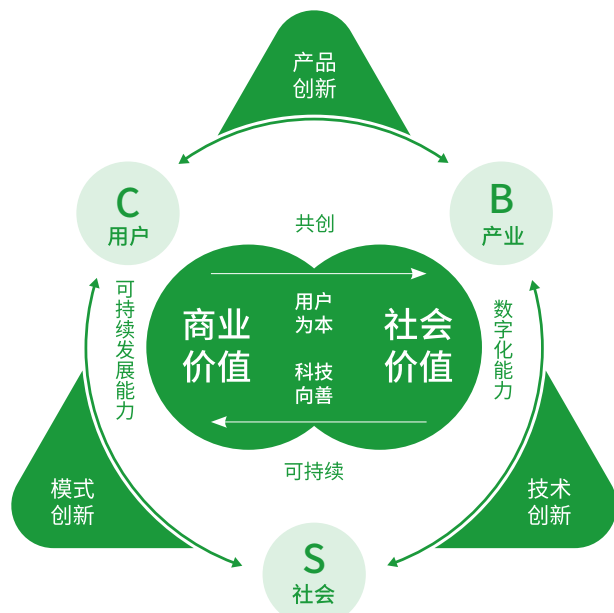 产品
创新
C
用户
B
产业
共创
可持续发展能力
商业
价值
用户
为本
科技
向善
社会
价值
数字化能力
可持续
模式
创新
技术
创新
S
社会